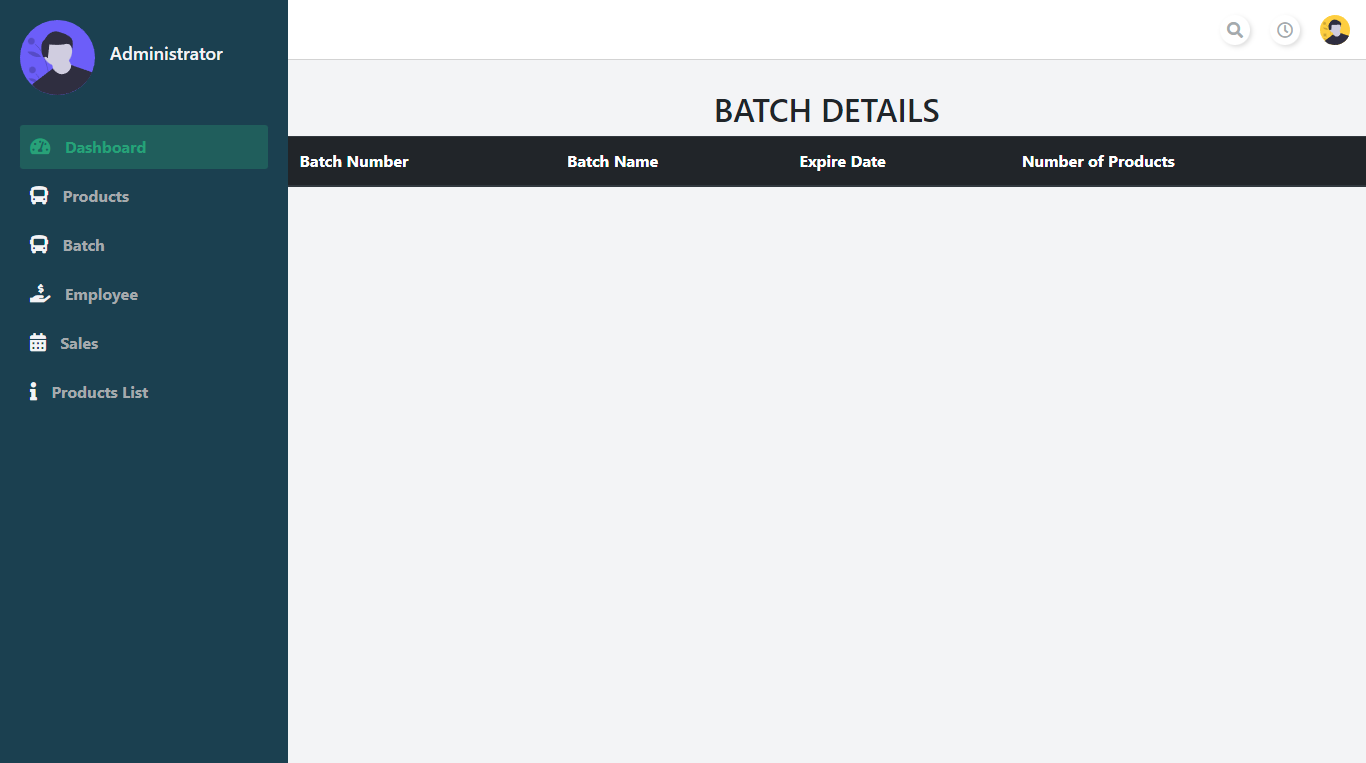 Administrator
Dashboard
Products
Batch
Employee
Sales
Products List
BATCH DETAILS
Batch Number Batch Name Expire Date Number of Products